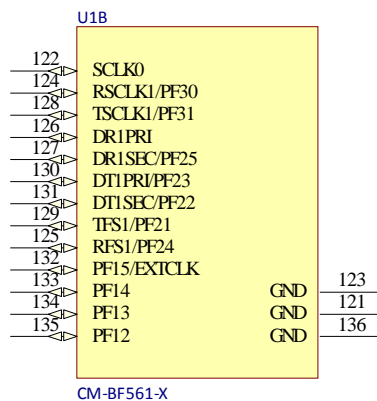 U1B
122 SCLK0
124 RSCLK1/PF30
128 TSCLK1/PF31
126 DR1PRI
127 DR1SEC/PF25
130 DT1PRI/PF23
131 DT1SEC/PF22
129 TFS1/PF21
125 RFS1/PF24
132 PF15/EXTCLK
133 PF14 GND 123
134 PF13 GND 121
135 PF12 GND 136
CM-BF561-X